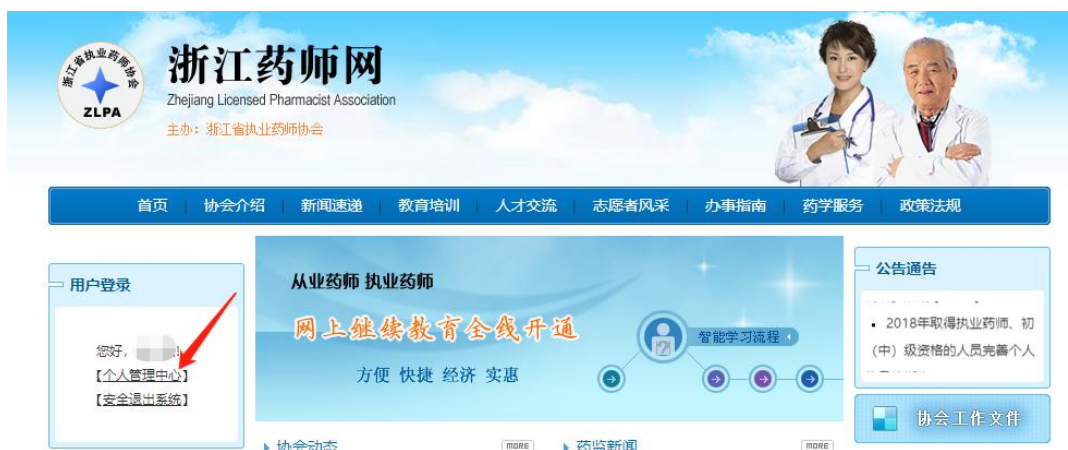 浙江省执业药师协会
ZLPA
浙江药师网
Zhejiang Licensed Pharmacist Association
主办：浙江省执业药师协会
首页 协会介绍 新闻速递 教育培训 人才交流 志愿者风采 办事指南 药学服务 政策法规
用户登录
您好，
【个人管理中心】
【安全退出系统】
从业药师 执业药师
网上继续教育全线开通
方便 快捷 经济 实惠
智能学习流程
公告通告
2018年取得执业药师、初
（中）级资格的人员完善个人
协会工作文件
协会动态 MORE
药监新闻 MORE